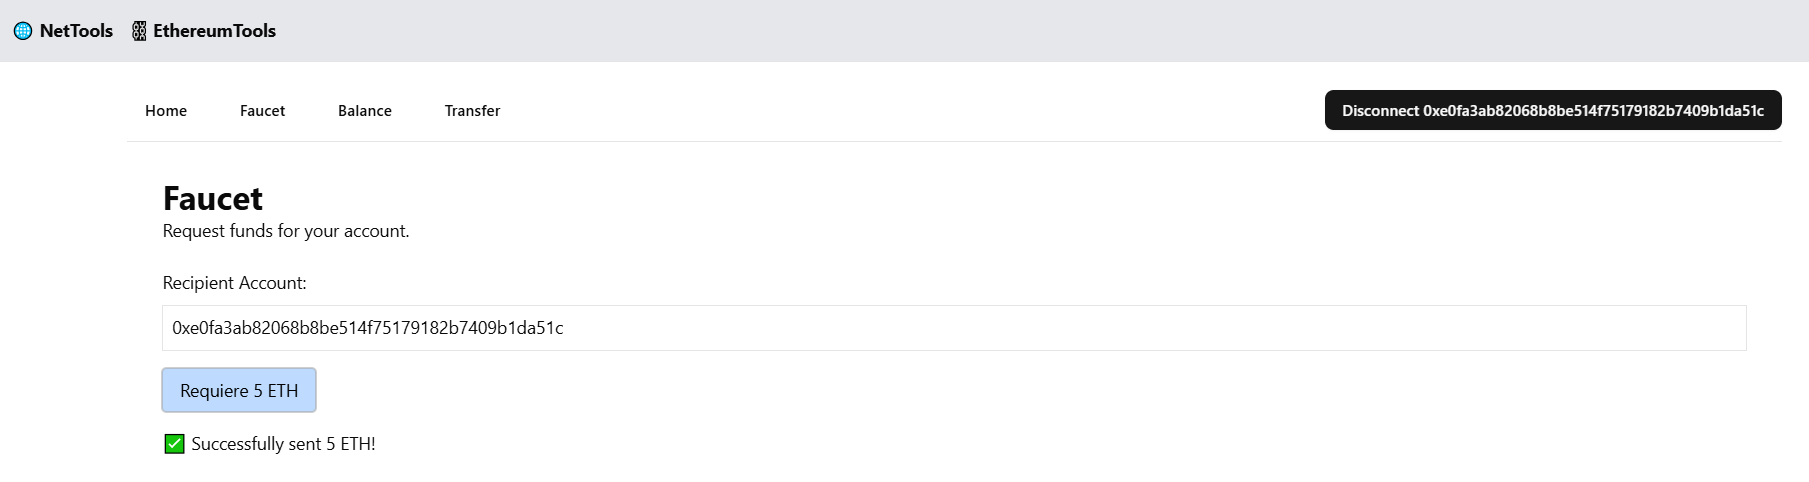 NetTools EthereumTools
Home Faucet Balance Transfer Disconnect 0xe0fa3ab82068b8be514f75179182b7409b1da51c
Faucet
Request funds for your account.
Recipient Account:
0xe0fa3ab82068b8be514f75179182b7409b1da51c
Requiere 5 ETH
Successfully sent 5 ETH!